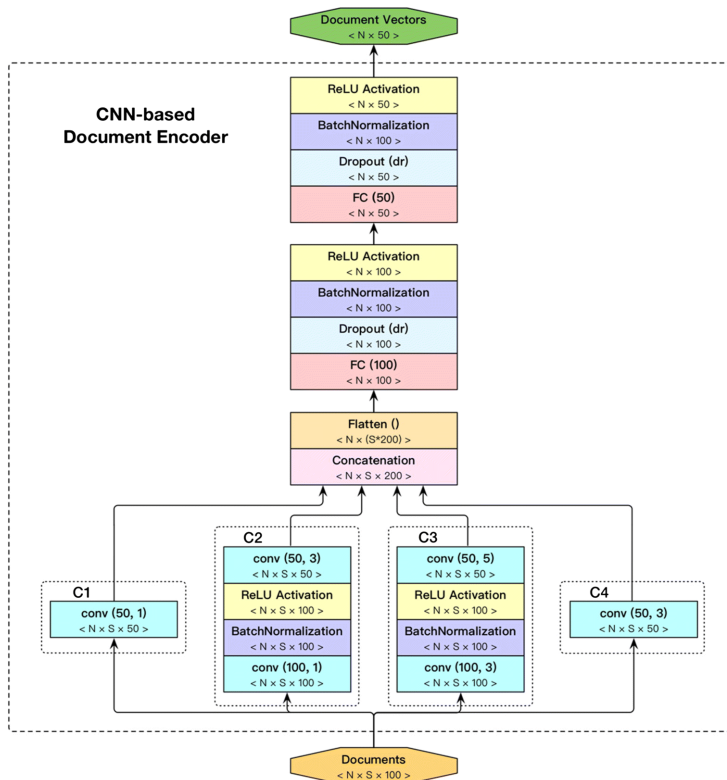 Document Vectors
< N × 50 >
CNN-based
Document Encoder
ReLU Activation
< N × 50 >
BatchNormalization
< N × 100 >
Dropout (dr)
< N × 50 >
FC (50)
< N × 50 >
ReLU Activation
< N × 100 >
BatchNormalization
< N × 100 >
Dropout (dr)
< N × 100 >
FC (100)
< N × 100 >
Flatten ()
< N × (S*200) >
Concatenation
< N × S × 200 >
C1
conv (50, 1)
< N × S × 50 >
C2
conv (50, 3)
< N × S × 50 >
ReLU Activation
< N × S × 100 >
BatchNormalization
< N × S × 100 >
conv (100, 1)
< N × S × 100 >
C3
conv (50, 5)
< N × S × 50 >
ReLU Activation
< N × S × 100 >
BatchNormalization
< N × S × 100 >
conv (100, 3)
< N × S × 100 >
C4
conv (50, 3)
< N × S × 50 >
Documents
< N × S × 100 >